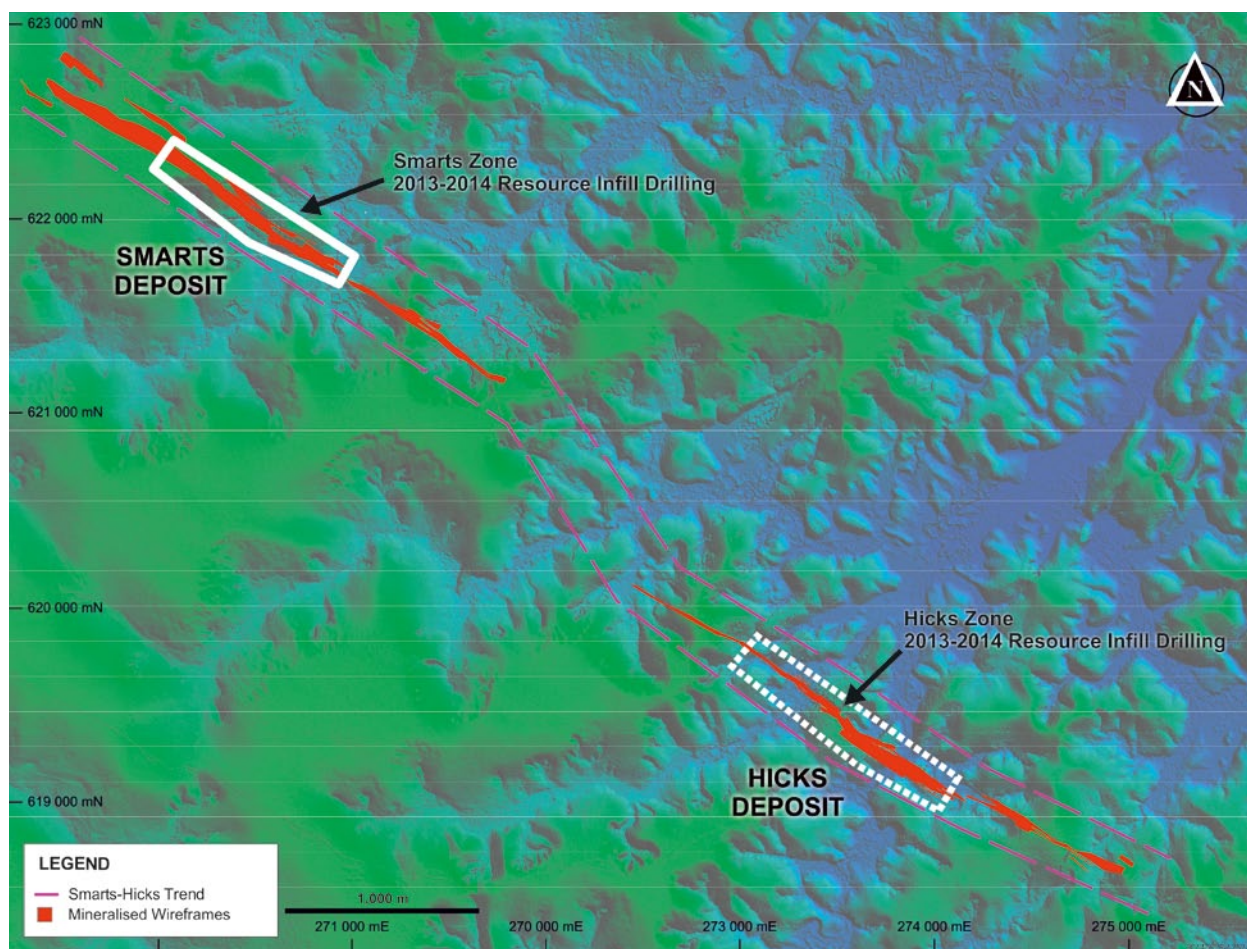 623 000 mN
N
Smarts Zone
2013-2014 Resource Infill Drilling
622 000 mN
SMARTS
DEPOSIT
621 000 mN
620 000 mN
Hicks Zone
2013-2014 Resource Infill Drilling
619 000 mN
HICKS
DEPOSIT
LEGEND
Smarts-Hicks Trend
Mineralised Wireframes
1,000 m
271 000 mE
270 000 mE
273 000 mE
274 000 mE
275 000 mE